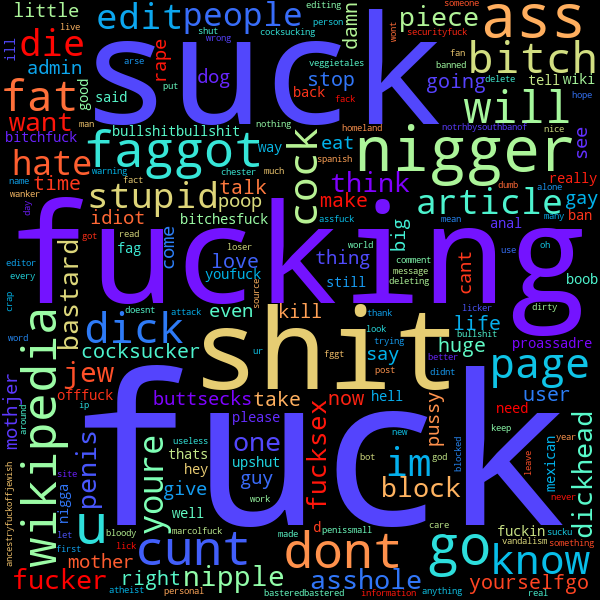 little
edit
people
damn
piece
ass
someone
editing
person
cocksucking
shut
wrong
arse
veggietales
put
live
die
ill
admin
rape
dog
suck
stop
back
wont
securityfuck
fan
banned
going
delete
tell
wiki
hope
bitch
fat
good
said
want
man
bitchfuck
bullshitbullshit
nothing
homeland
spanish
will
notrhbysouthbanof
nice
see
hate
time
faggot
way
chester
much
eat
cock
nigger
really
name
warning
fact
wanker
stupid
poop
talk
think
make
dumb
alone
gay
ban
day
got
read
idiot
fag
bitchesfuck
loser
assfuck
article
anal
mean
many
bastard
come
love
youfuck
world
thing
big
comment
message
deleting
cant
use
oh
boob
editor
every
crap
fucking
still
dirty
doesnt
even
sources
kill
attack
thank
look
trying
licker
bullshit
life
proassadre
word
dick
shit
ur
fggt
say
huge
page
around
cocksucker
mothjer
jew
offfuck
buttsecks
take
now
hell
post
better
didnt
user
wikipedia
ip
penis
youre
useless
please
one
fucksex
pussy
im
need
new
keep
year
mexican
dickhead
thats
hey
upshut
guy
bot
god
block
blocked
leave
never
ancestryfuckoffjewish
nigga
site
u
give
well
work
d
care
fuckin
sucku
something
let
first
bloody
marcolfuck
fuck
vandalism
go
know
lick
cunt
made
penissmall
dont
mother
fucker
right
nipple
asshole
yourselfgo
atheist
personal
basteredbastered
information
anything
real